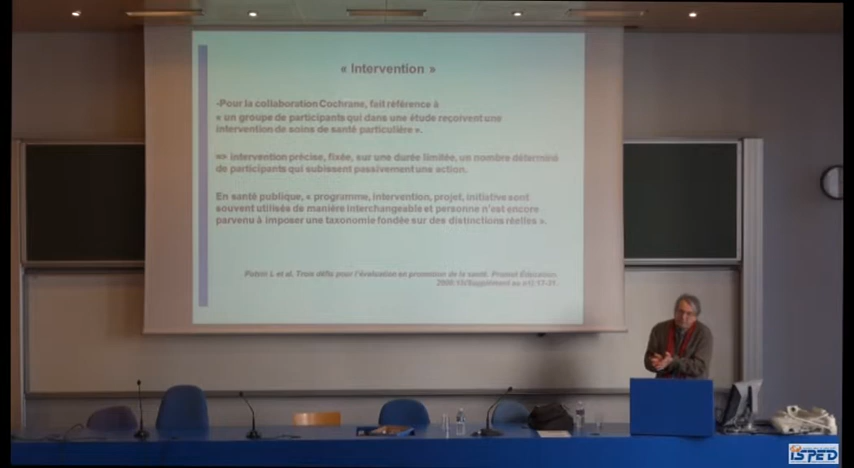 « Intervention »
-Pour la collaboration Cochrane, fait référence à
« un groupe de participants qui dans une étude reçoivent une
intervention de soins de santé particulière ».
=> intervention précise, fixée, sur une durée limitée, un nombre déterminé
de participants qui subissent passivement une action.
En santé publique, « programme, intervention, projet, initiative sont
souvent utilisés de manière interchangeable et personne n'est encore
parvenu à imposer une taxonomie fondée sur des distinctions réelles ».
Potvin L et al. Trois défis pour l'évaluation en promotion de la santé. Promot Education.
:17-21.
ISPED